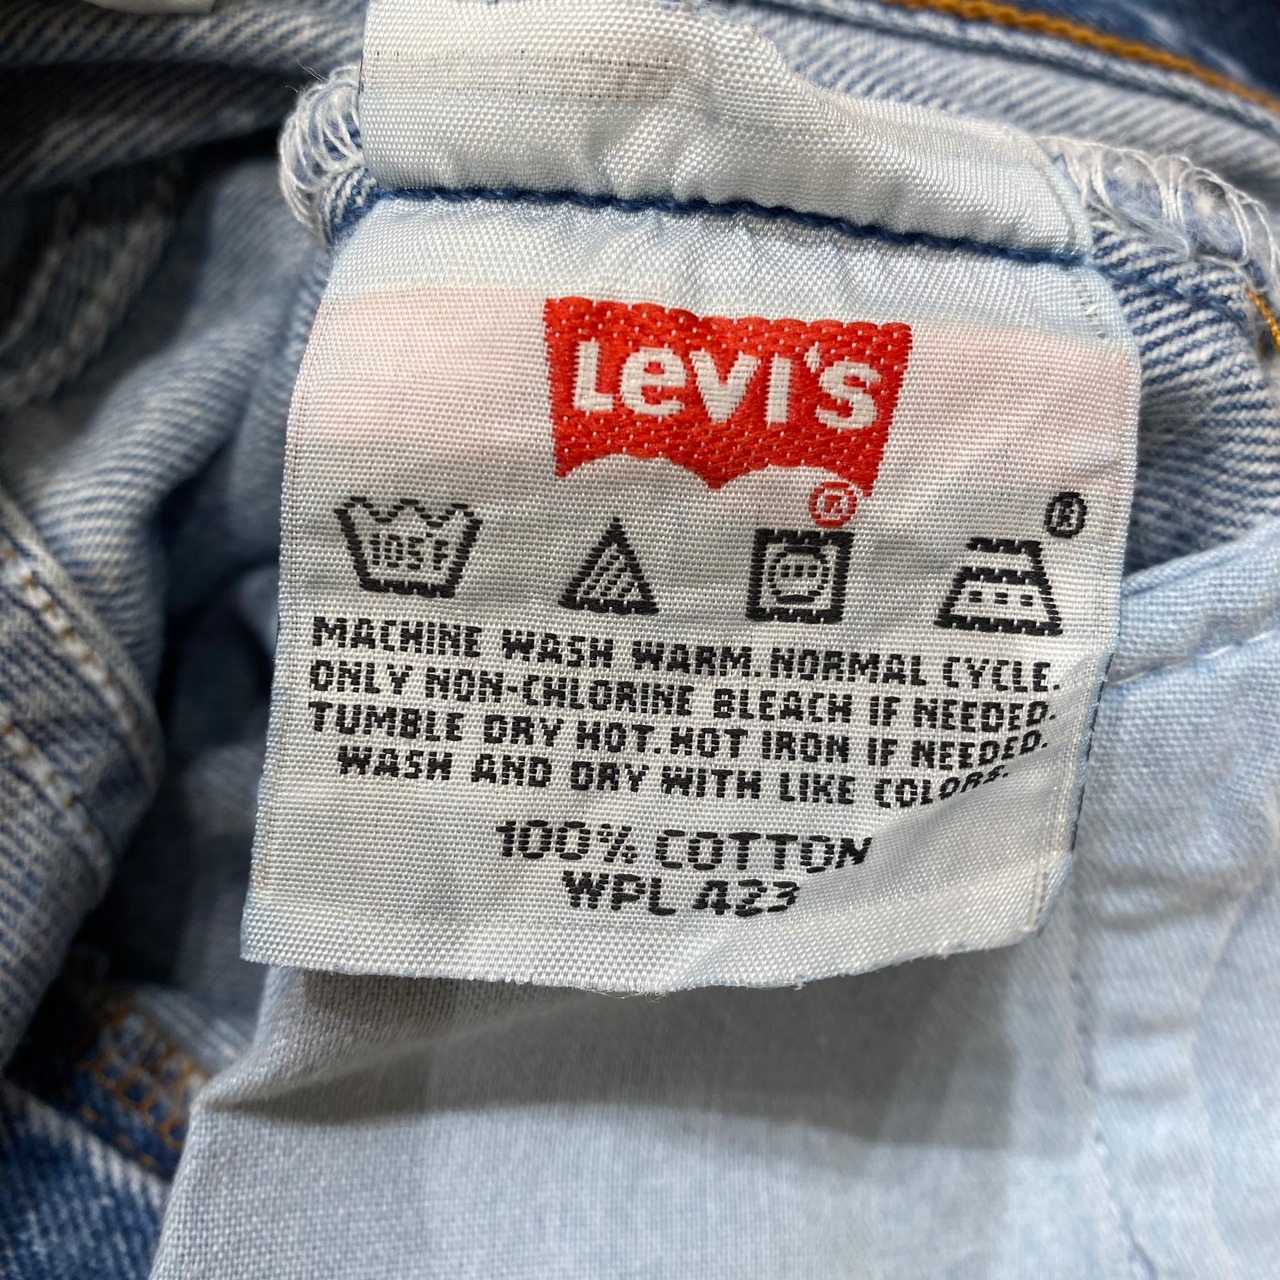 LEVI'S
®
®
105F
MACHINE WASH WARM. NORMAL CYCLE.
ONLY NON-CHLORINE BLEACH IF NEEDED.
TUMBLE DRY HOT. HOT IRON IF NEEDED.
WASH AND DRY WITH LIKE COLORS.
100% COTTON
WPL 423